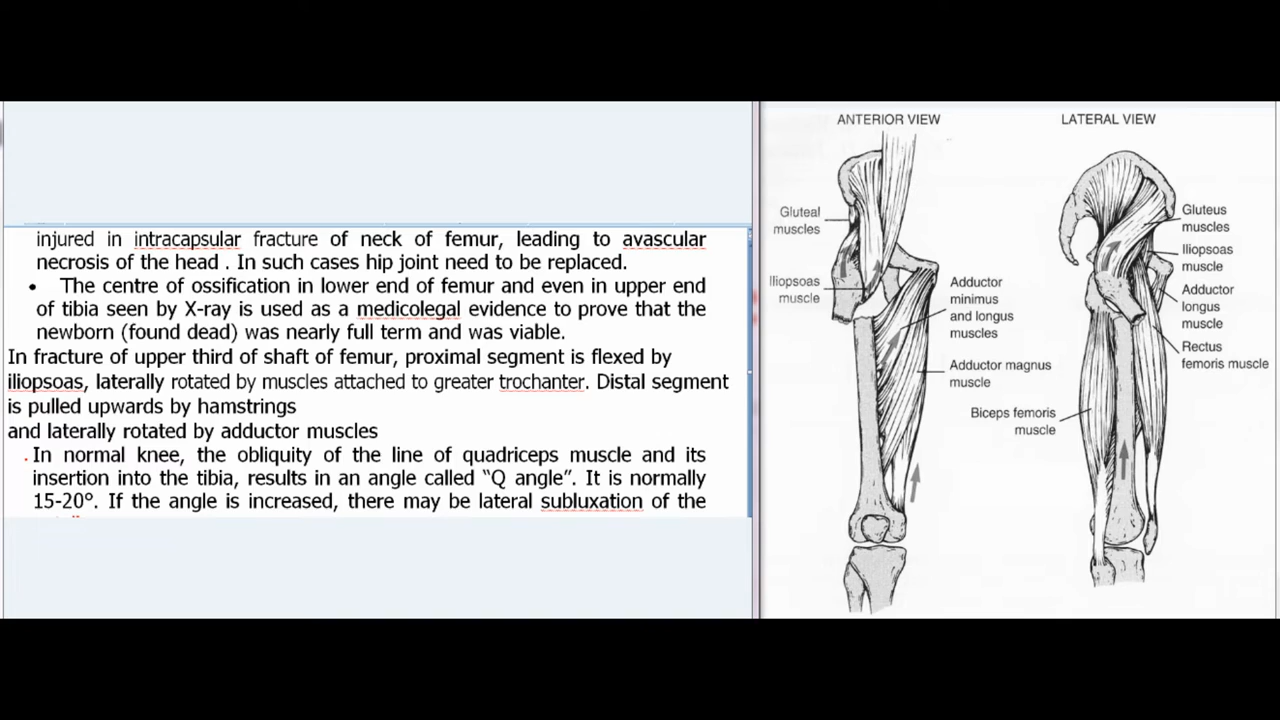 injured in intracapsular fracture of neck of femur, leading to avascular
necrosis of the head . In such cases hip joint need to be replaced.
• The centre of ossification in lower end of femur and even in upper end
of tibia seen by X-ray is used as a medicolegal evidence to prove that the
newborn (found dead) was nearly full term and was viable.
In fracture of upper third of shaft of femur, proximal segment is flexed by
iliopsoas, laterally rotated by muscles attached to greater trochanter. Distal segment
is pulled upwards by hamstrings
and laterally rotated by adductor muscles
. In normal knee, the obliquity of the line of quadriceps muscle and its
insertion into the tibia, results in an angle called “Q angle”. It is normally
15-20°. If the angle is increased, there may be lateral subluxation of the
ANTERIOR VIEW
Gluteal
muscles
Iliopsoas
muscle
Adductor
minimus
and longus
muscles
Adductor magnus
muscle
LATERAL VIEW
Gluteus
muscles
Iliopsoas
muscle
Adductor
longus
muscle
Rectus
femoris muscle
Biceps femoris
muscle